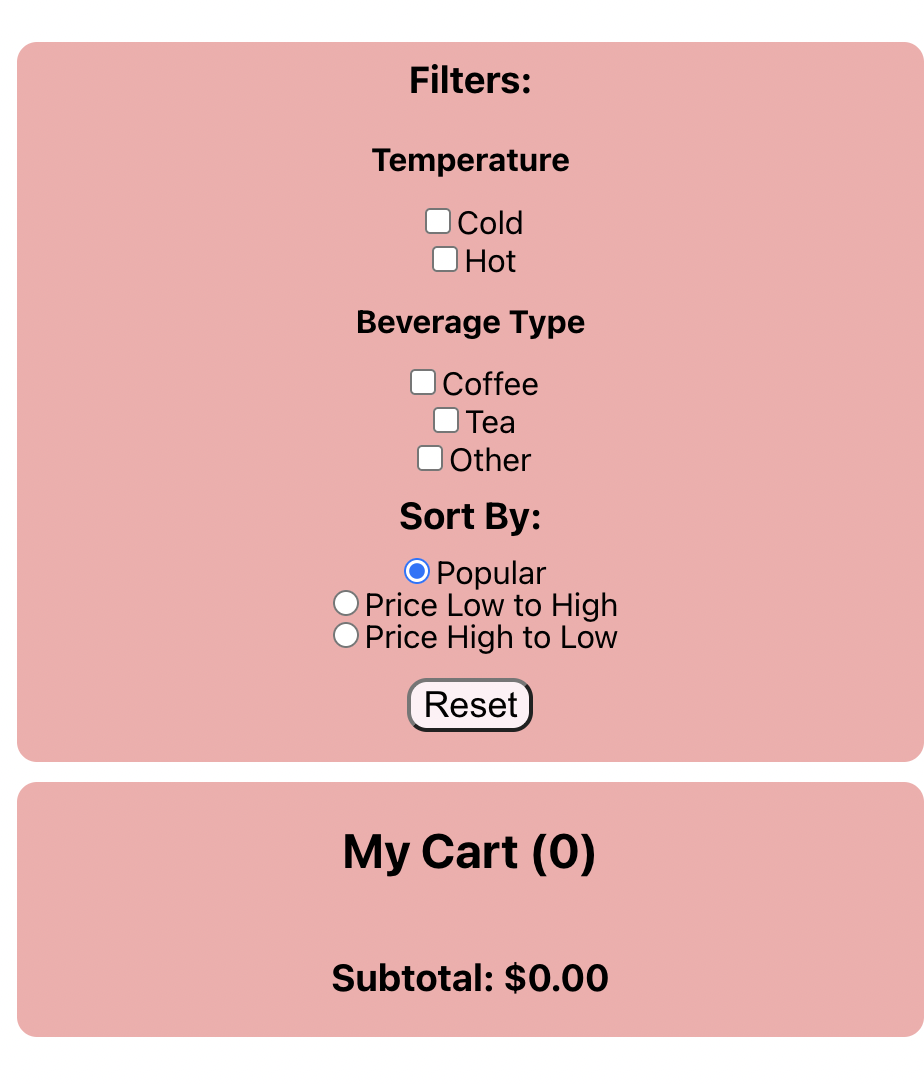 Filters:
Temperature
Cold
Hot
Beverage Type
Coffee
Tea
Other
Sort By:
Popular
Price Low to High
Price High to Low
Reset
My Cart (0)
Subtotal: $0.00